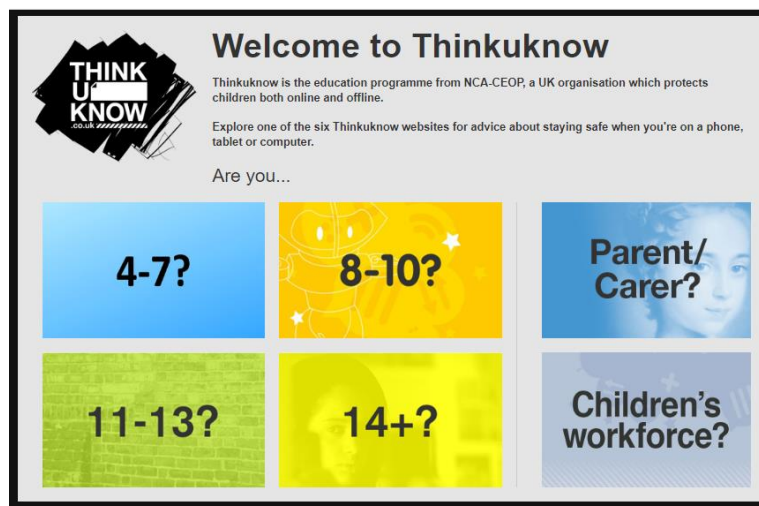 THINK
U
KNOW
.co.uk
Welcome to Thinkuknow
Thinkuknow is the education programme from NCA-CEOP, a UK organisation which protects
children both online and offline.
Explore one of the six Thinkuknow websites for advice about staying safe when you're on a phone,
tablet or computer.
Are you...
4-7?
8-10?
Parent/
Carer?
11-13?
14+?
Children's
workforce?